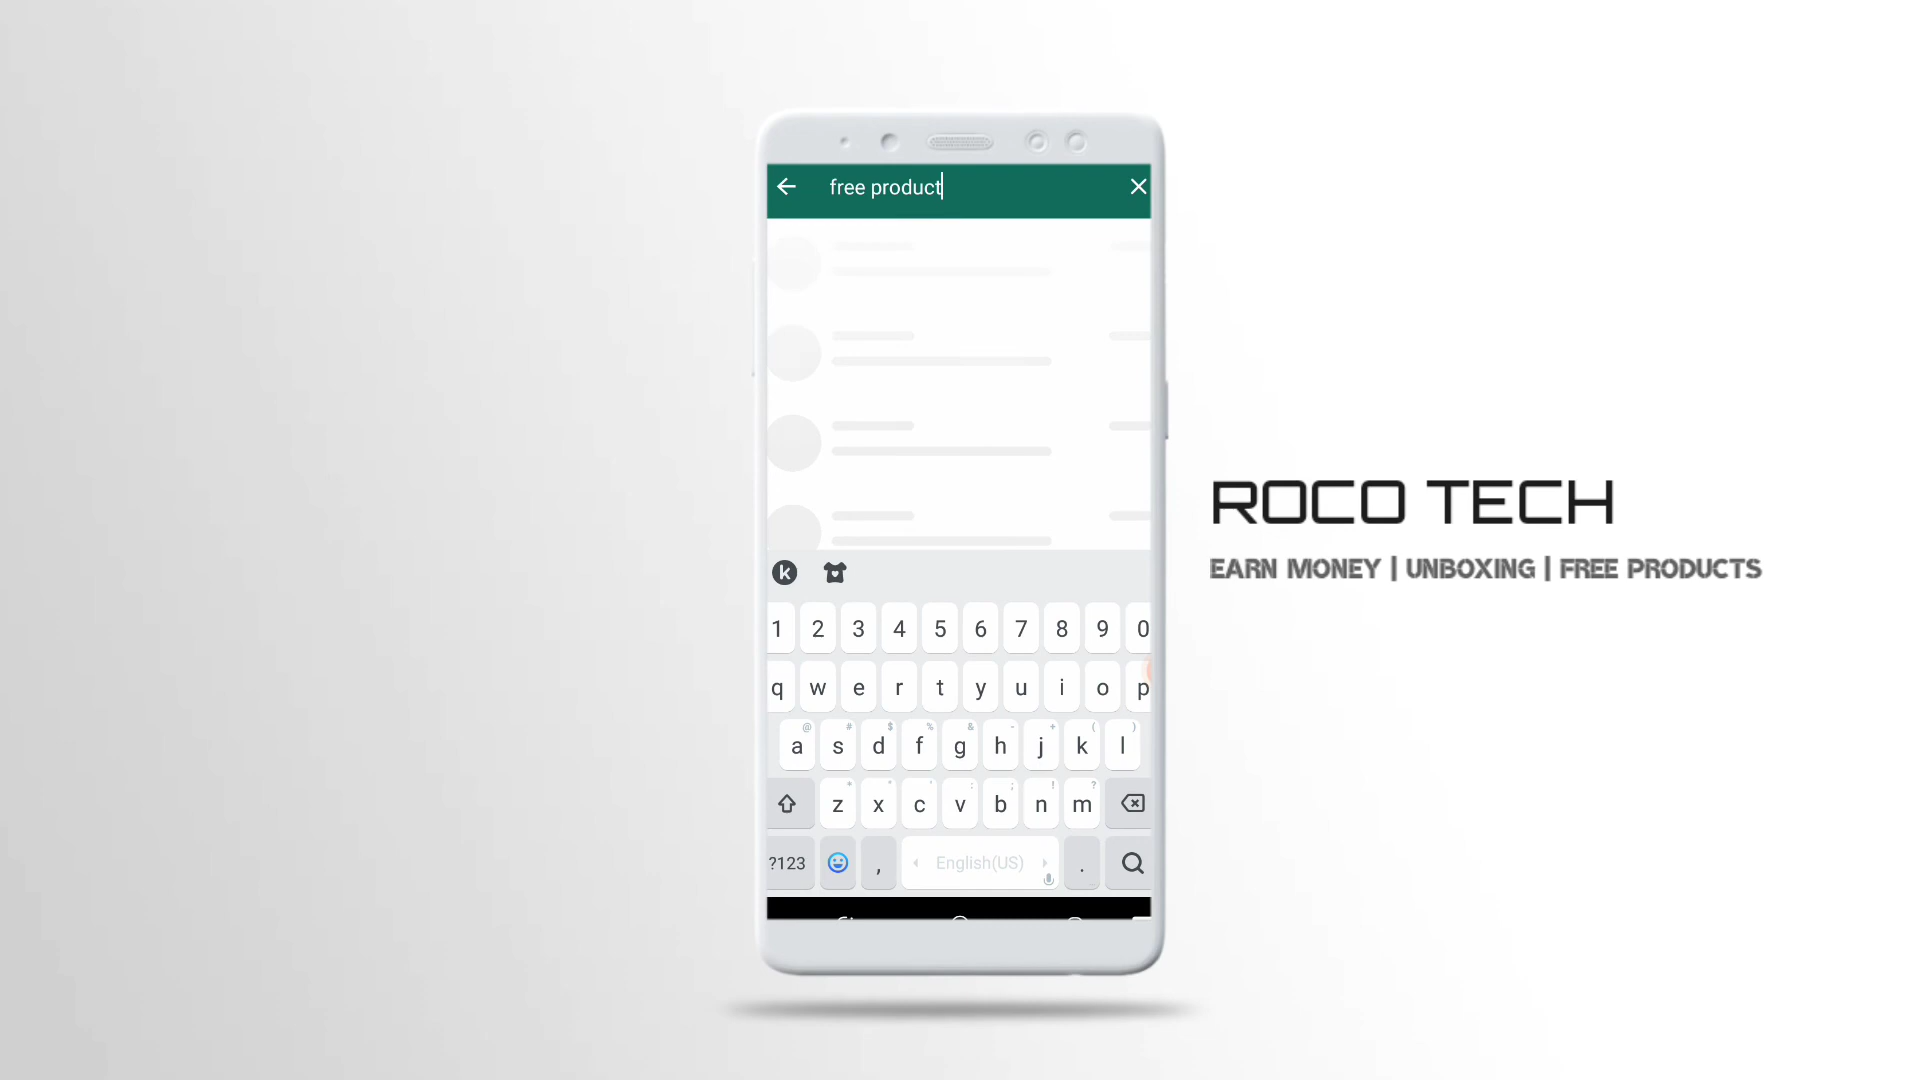 free product
ROCO TECH
EARN MONEY | UNBOXING | FREE PRODUCTS
k
1 2 3 4 5 6 7 8 9 0
q w e r t y u i o p
@ # $ % & - + ( )
a s d f g h j k l
* " ' : ; ! ?
z x c v b n m
?123 , English(US) .